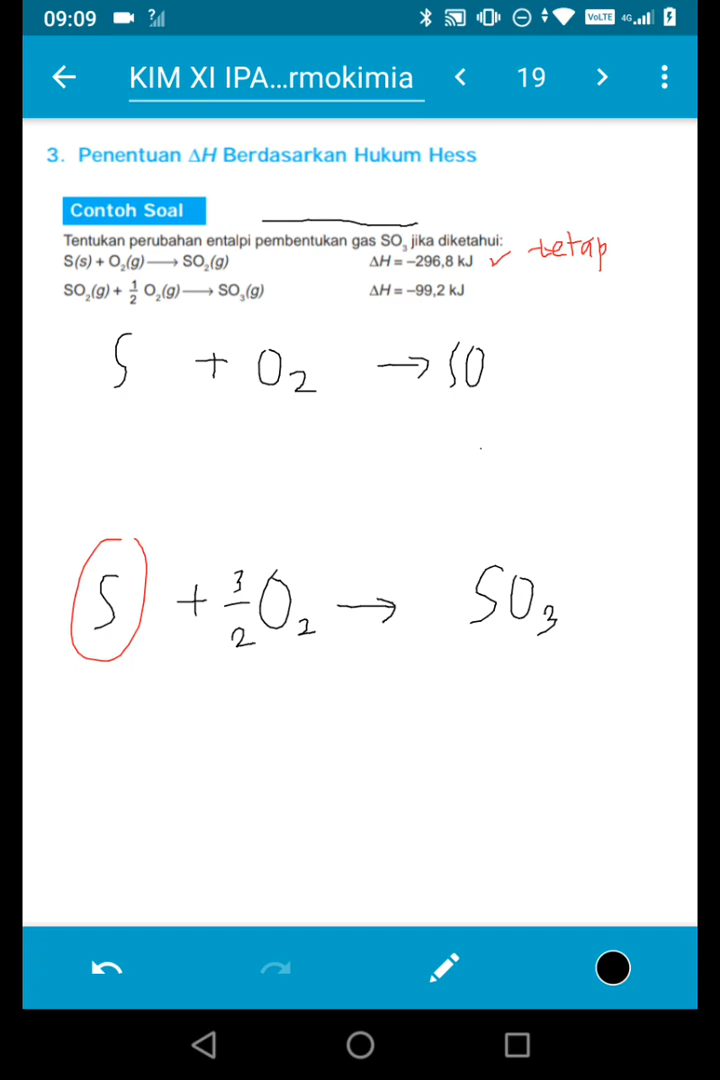 09:09 ? VoLTE 4G
KIM XI IPA...rmokimia 19
3. Penentuan ΔH Berdasarkan Hukum Hess
Contoh Soal
Tentukan perubahan entalpi pembentukan gas SO₃ jika diketahui:
S(s) + O₂(g) ⟶ SO₂(g) ΔH = –296,8 kJ ✓ tetap
SO₂(g) + 1/2 O₂(g) ⟶ SO₃(g) ΔH = –99,2 kJ
S + O₂ → SO
S + 3/2 O₂ → SO₃